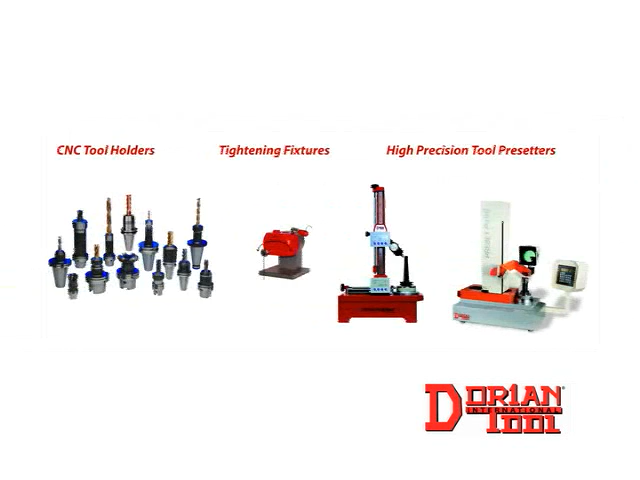 CNC Tool Holders
Tightening Fixtures
High Precision Tool Presetters
DORIAN
INTERNATIONAL
TOOL